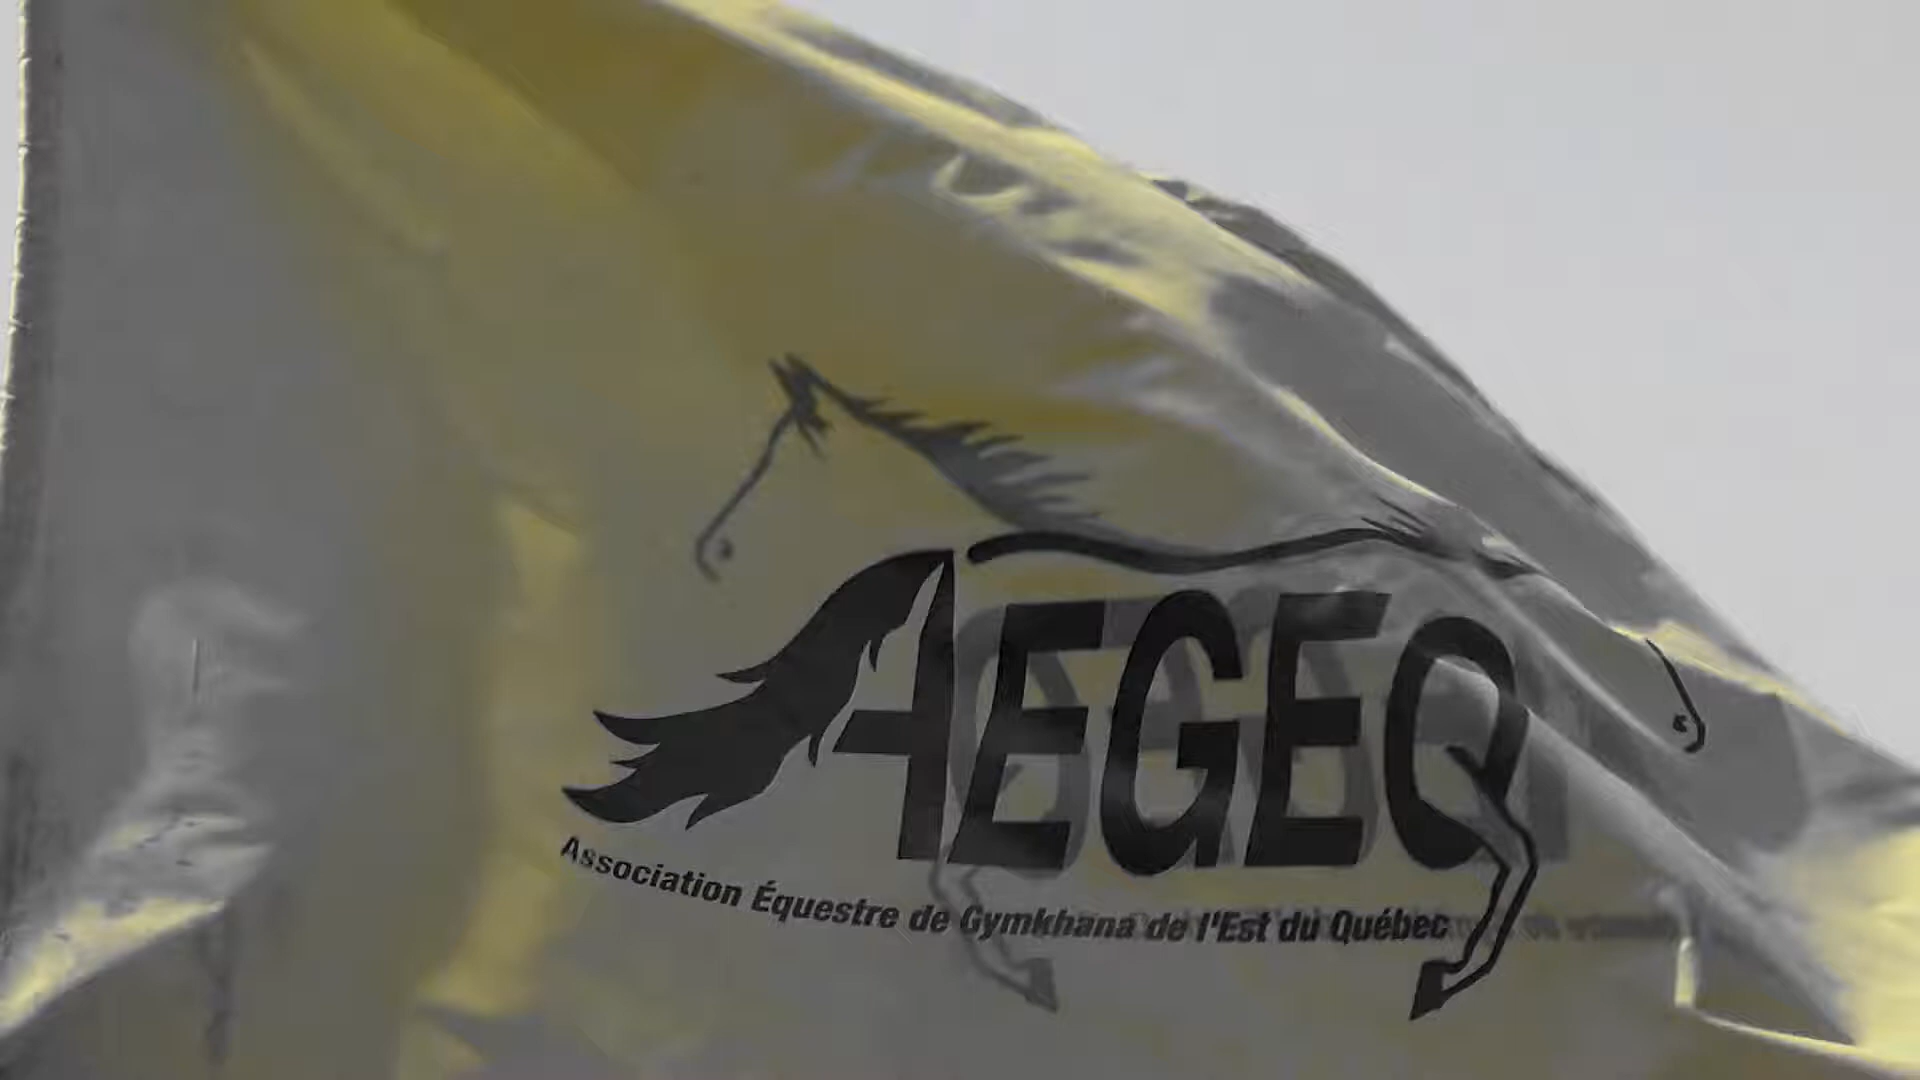 AEGEQ
Association Équestre de Gymkhana de l'Est du Québec